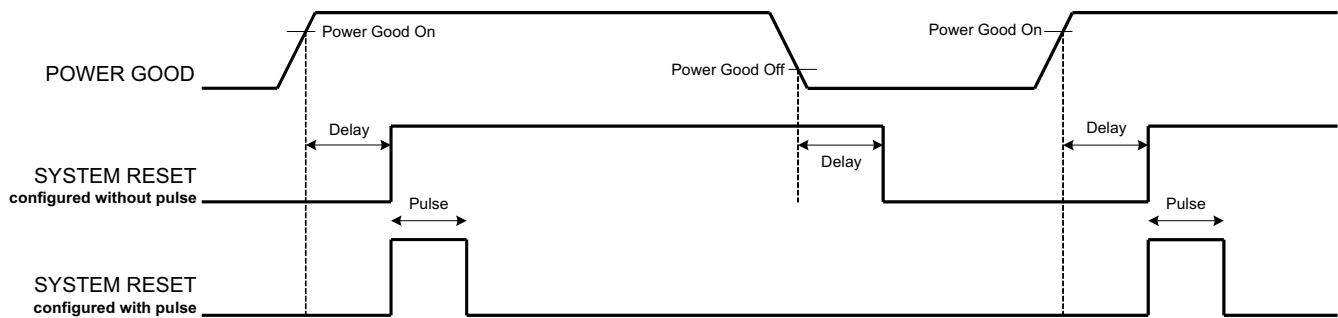 Power Good On
Power Good On
POWER GOOD
Power Good Off
Delay
Delay
Delay
SYSTEM RESET
configured without pulse
Pulse
Pulse
SYSTEM RESET
configured with pulse